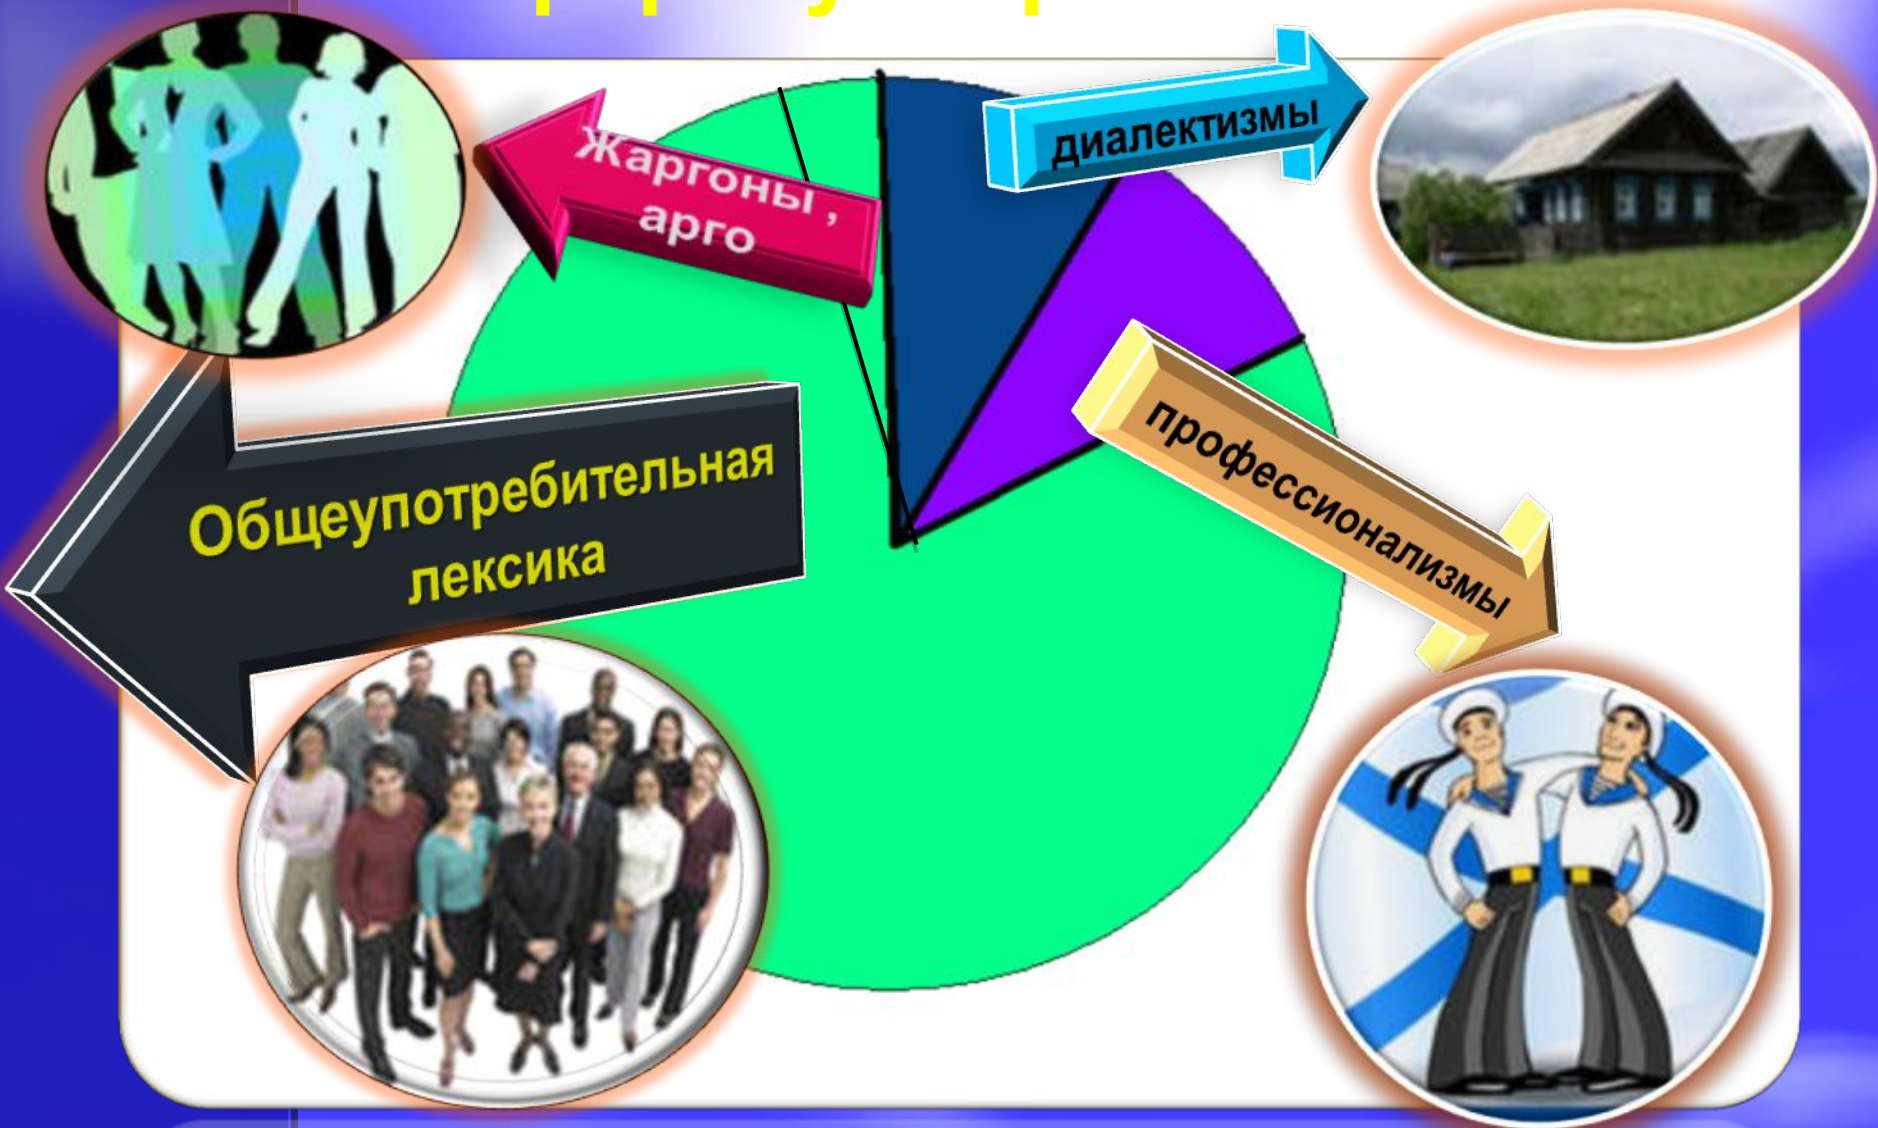 Жаргоны ,
арго
диалектизмы
Общеупотребительная
лексика
профессионализмы